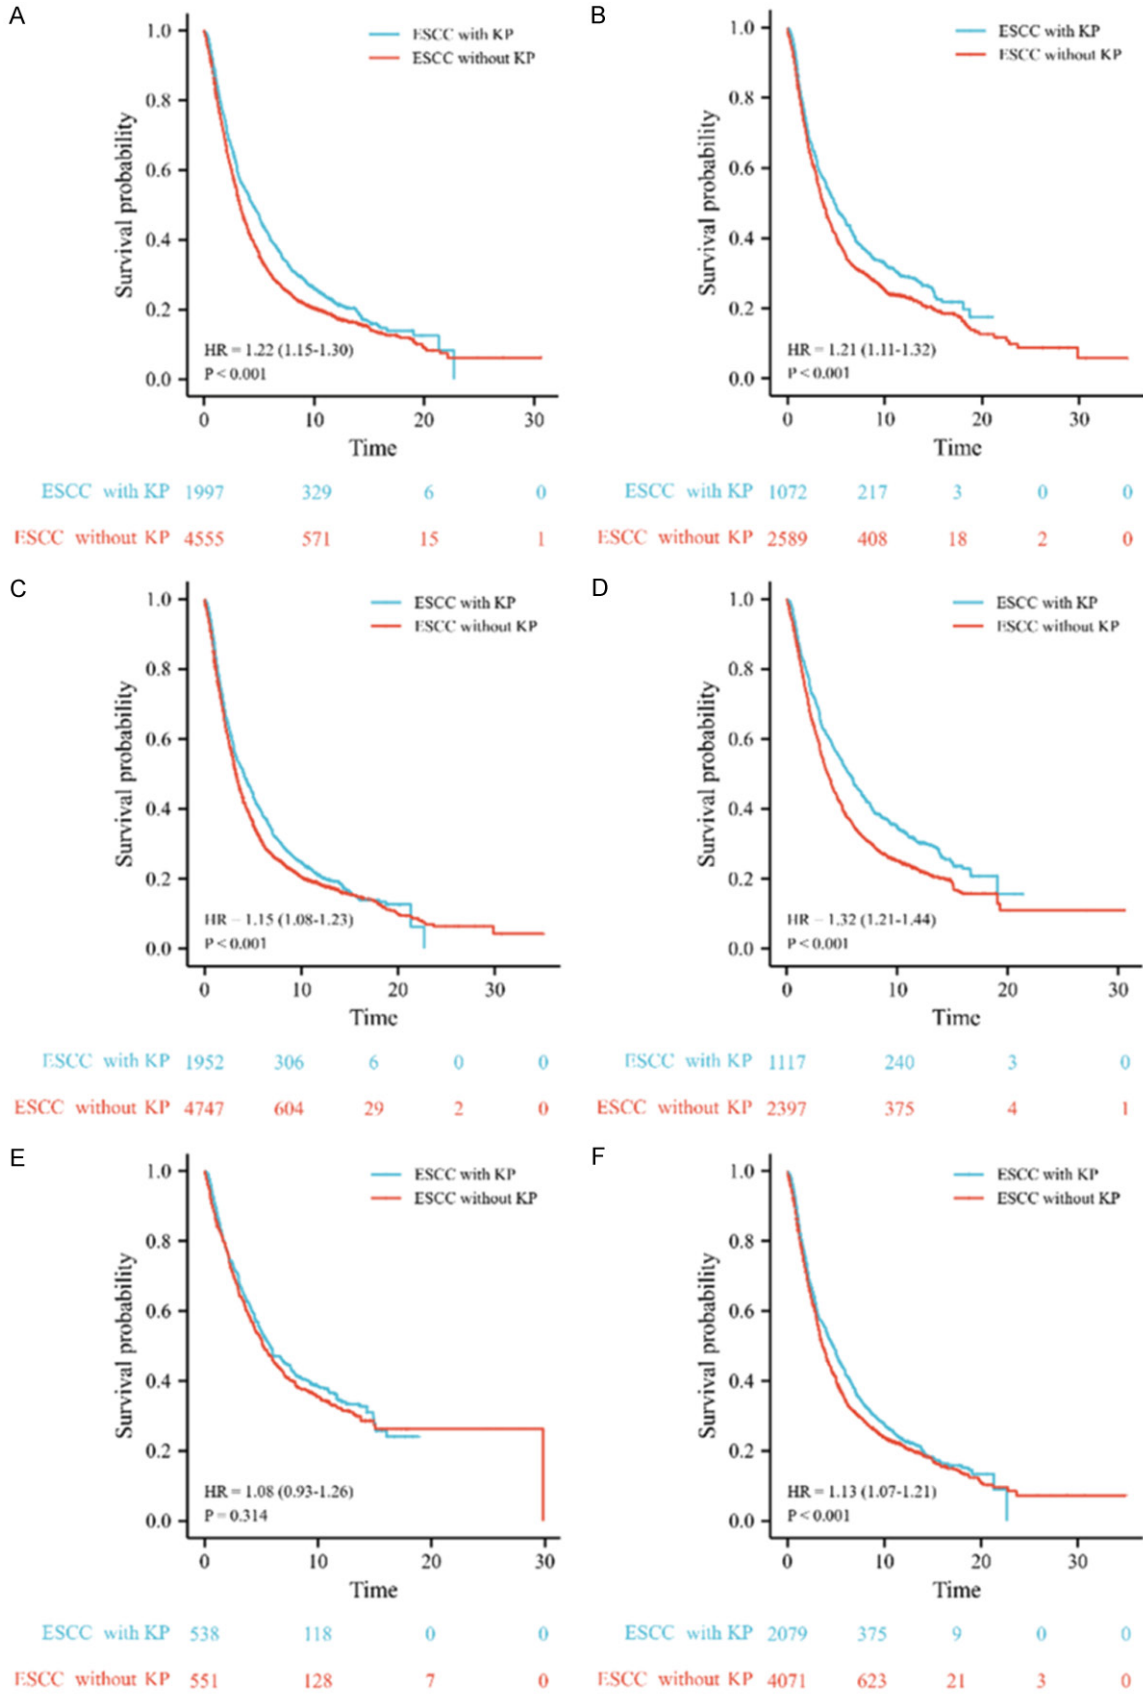 A
1.0
0.8
0.6
0.4
0.2
0.0
Survival probability
ESCC with KP
ESCC without KP
HR = 1.22 (1.15-1.30)
P < 0.001
0 10 20 30
Time
ESCC with KP 1997 329 6 0
ESCC without KP 4555 571 15 1
B
1.0
0.8
0.6
0.4
0.2
0.0
Survival probability
ESCC with KP
ESCC without KP
HR = 1.21 (1.11-1.32)
P < 0.001
0 10 20 30
Time
ESCC with KP 1072 217 3 0 0
ESCC without KP 2589 408 18 2 0
C
1.0
0.8
0.6
0.4
0.2
0.0
Survival probability
ESCC with KP
ESCC without KP
HR = 1.15 (1.08-1.23)
P < 0.001
0 10 20 30
Time
ESCC with KP 1952 306 6 0 0
ESCC without KP 4747 604 29 2 0
D
1.0
0.8
0.6
0.4
0.2
0.0
Survival probability
ESCC with KP
ESCC without KP
HR = 1.32 (1.21-1.44)
P < 0.001
0 10 20 30
Time
ESCC with KP 1117 240 3 0
ESCC without KP 2397 375 4 1
E
1.0
0.8
0.6
0.4
0.2
0.0
Survival probability
ESCC with KP
ESCC without KP
HR = 1.08 (0.93-1.26)
P = 0.314
0 10 20 30
Time
ESCC with KP 538 118 0 0
ESCC without KP 551 128 7 0
F
1.0
0.8
0.6
0.4
0.2
0.0
Survival probability
ESCC with KP
ESCC without KP
HR = 1.13 (1.07-1.21)
P < 0.001
0 10 20 30
Time
ESCC with KP 2079 375 9 0 0
ESCC without KP 4071 623 21 3 0